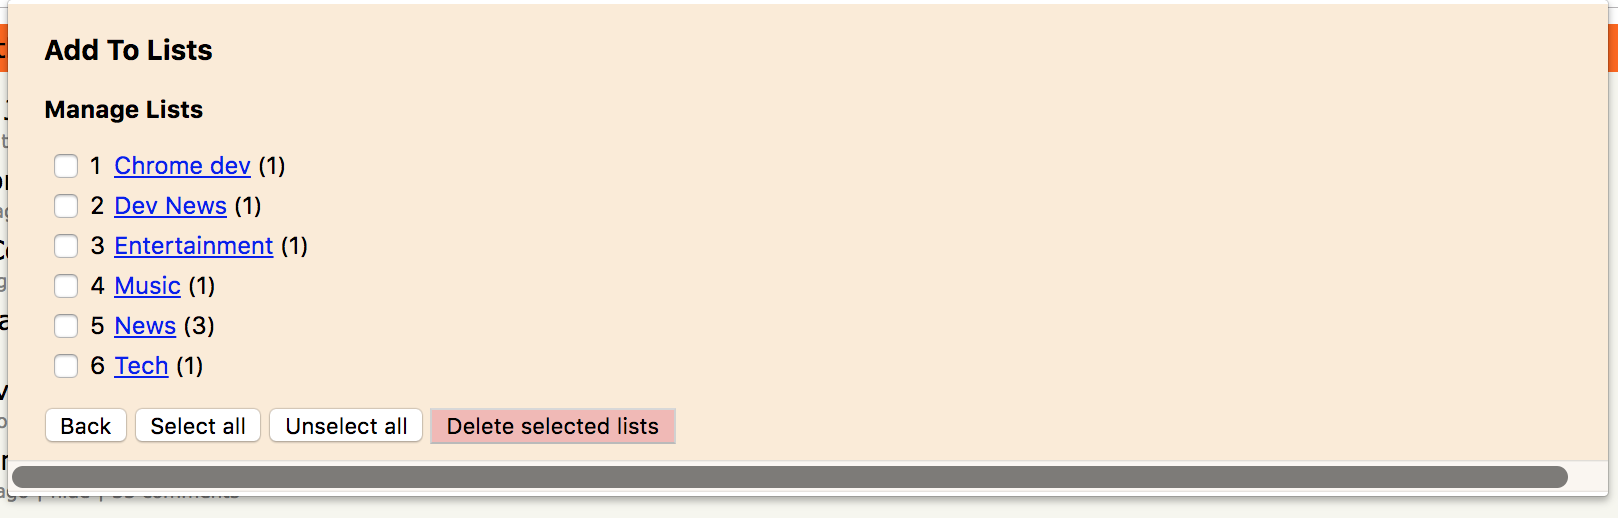 Add To Lists
Manage Lists
1 Chrome dev (1)
2 Dev News (1)
3 Entertainment (1)
4 Music (1)
5 News (3)
6 Tech (1)
Back Select all Unselect all Delete selected lists